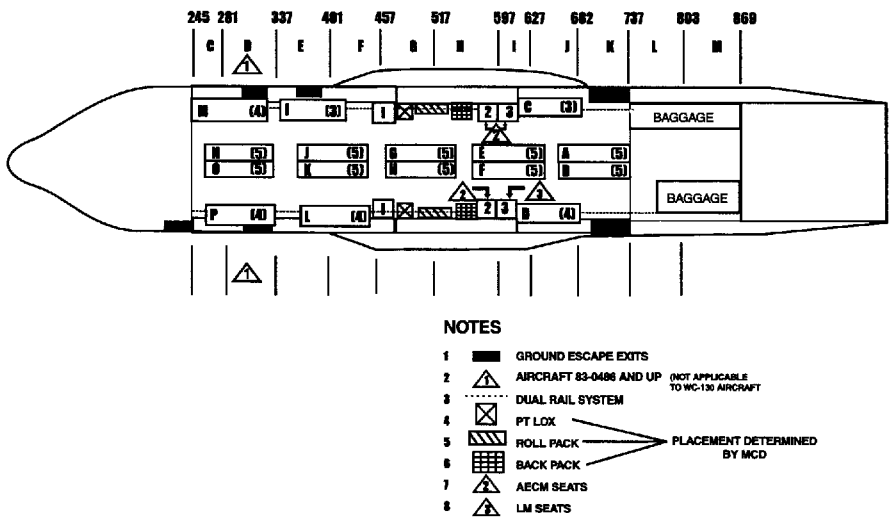 245 281 337 401 457 517 597 627 682 737 803 869
C D E F G H I J K L M
1
M (4) I (3) 1 2 3 C (3)
BAGGAGE
2
N (5) J (5) G (5) E (5) A (5)
O (5) K (5) H (5) F (5) B (5)
2 3
P (4) L (4) 1 2 3 D (4)
BAGGAGE
1
NOTES
1 GROUND ESCAPE EXITS
2 1 AIRCRAFT 83-0486 AND UP (NOT APPLICABLE
TO WC-130 AIRCRAFT
3 DUAL RAIL SYSTEM
4 PT LOX
5 ROLL PACK PLACEMENT DETERMINED
BY MCD
6 BACK PACK
7 2 AECM SEATS
8 3 LM SEATS